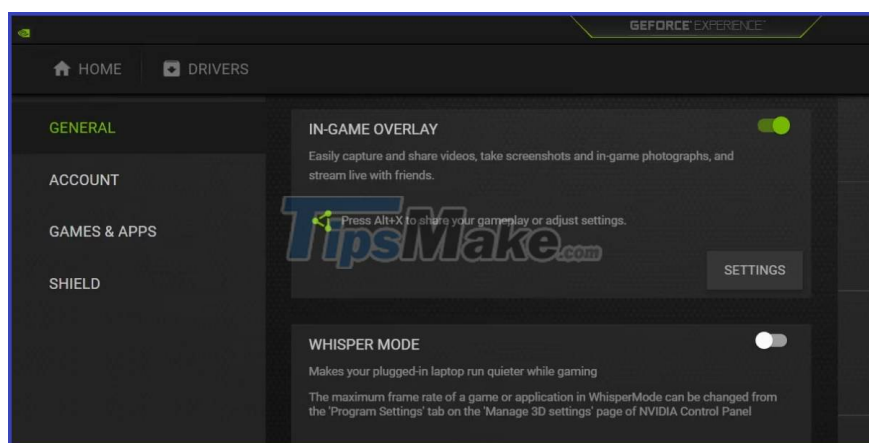 GEFORCE EXPERIENCE
HOME
DRIVERS
GENERAL
ACCOUNT
GAMES & APPS
SHIELD
IN-GAME OVERLAY
Easily capture and share videos, take screenshots and in-game photographs, and
stream live with friends.
Press Alt+X to share your gameplay or adjust settings.
TipsMake.com
SETTINGS
WHISPER MODE
Makes your plugged-in laptop run quieter while gaming
The maximum frame rate of a game or application in WhisperMode can be changed from
the 'Program Settings' tab on the 'Manage 3D settings' page of NVIDIA Control Panel